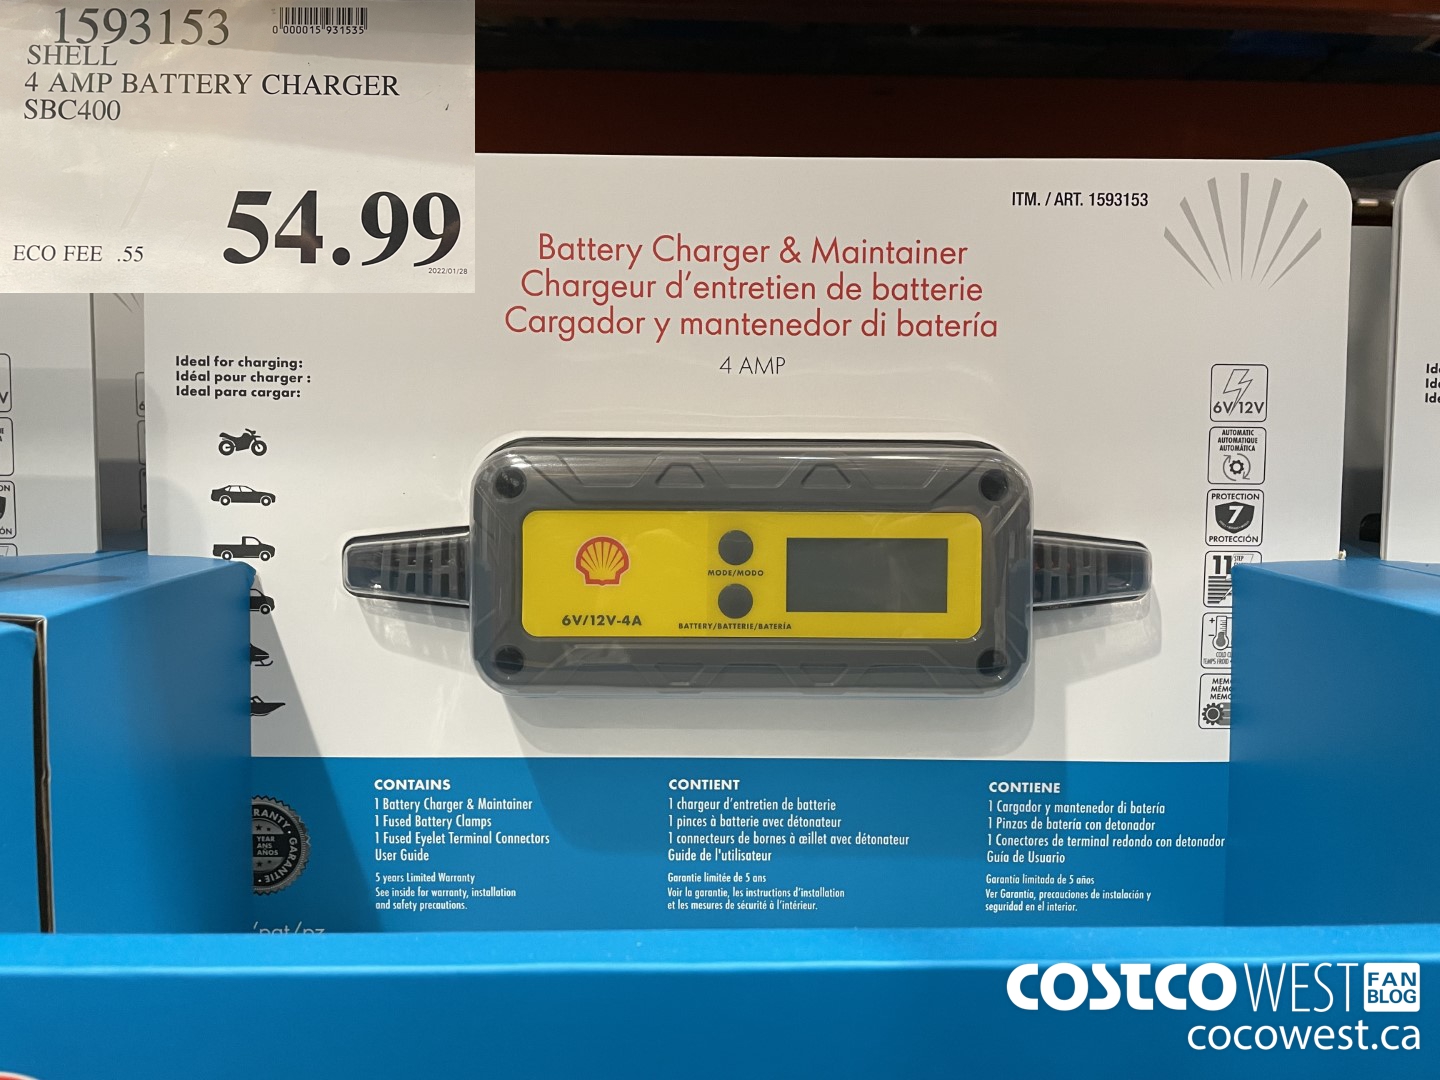 1593153
0 000015 931535
SHELL
4 AMP BATTERY CHARGER
SBC400
54.99
ECO FEE .55
2022/01/28
ITM. / ART. 1593153
Battery Charger & Maintainer
Chargeur d'entretien de batterie
Cargador y mantenedor di batería
4 AMP
Ideal for charging:
Idéal pour charger :
Ideal para cargar:
6V/12V
AUTOMATIC
AUTOMATIQUE
AUTOMÁTICA
PROTECTION
7
PROTECCIÓN
11 STEP
MODE/MODO
6V/12V-4A
BATTERY/BATTERIE/BATERÍA
CONTAINS
1 Battery Charger & Maintainer
1 Fused Battery Clamps
1 Fused Eyelet Terminal Connectors
User Guide
5 years Limited Warranty
See inside for warranty, installation
and safety precautions.
CONTIENT
1 chargeur d'entretien de batterie
1 pinces à batterie avec détonateur
1 connecteurs de bornes à œillet avec détonateur
Guide de l'utilisateur
Garantie limitée de 5 ans
Voir la garantie, les instructions d'installation
et les mesures de sécurité à l'intérieur.
CONTIENE
1 Cargador y mantenedor di batería
1 Pinzas de batería con detonador
1 Conectores de terminal redondo con detonador
Guía de Usuario
Garantía limitada de 5 años
Ver Garantía, precauciones de instalación y
seguridad en el interior.
YEAR
ANS
AÑOS
GARANTIE
COSTCO WEST FAN BLOG
cocowest.ca